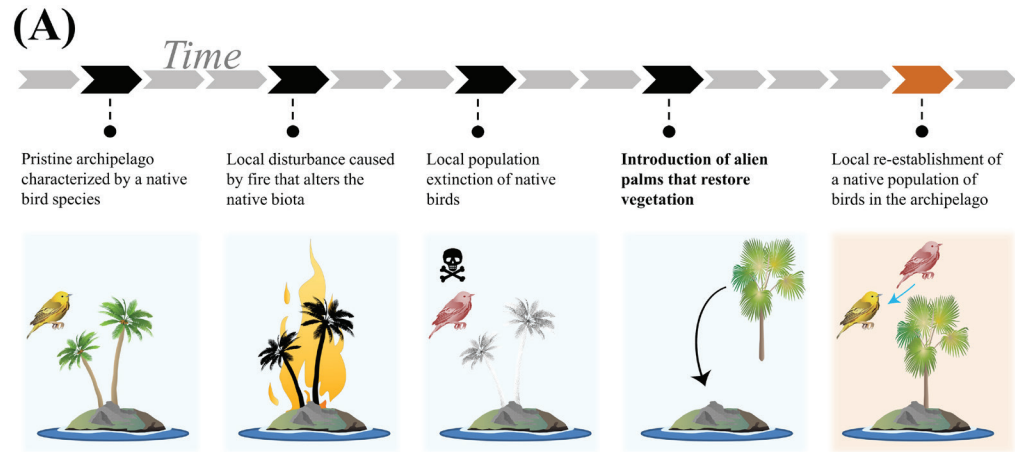 (A)
Time
Pristine archipelago
characterized by a native
bird species
Local disturbance caused
by fire that alters the
native biota
Local population
extinction of native
birds
Introduction of alien
palms that restore
vegetation
Local re-establishment of
a native population of
birds in the archipelago